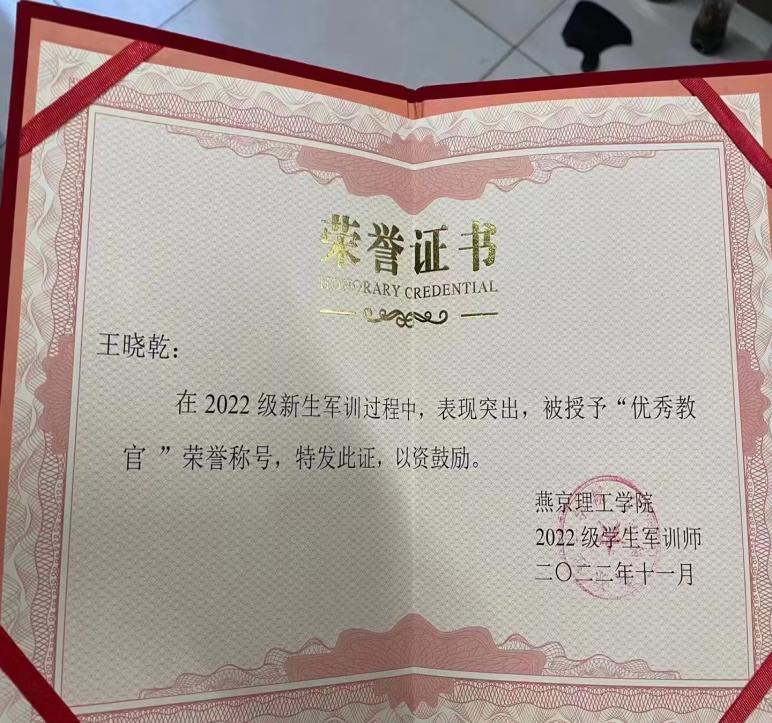 荣誉证书
HONORARY CREDENTIAL
王晓乾：
在 2022 级新生军训过程中，表现突出，被授予“优秀教
官 ”荣誉称号，特发此证，以资鼓励。
燕京理工学院
2022 级学生军训师
二〇二二年十一月